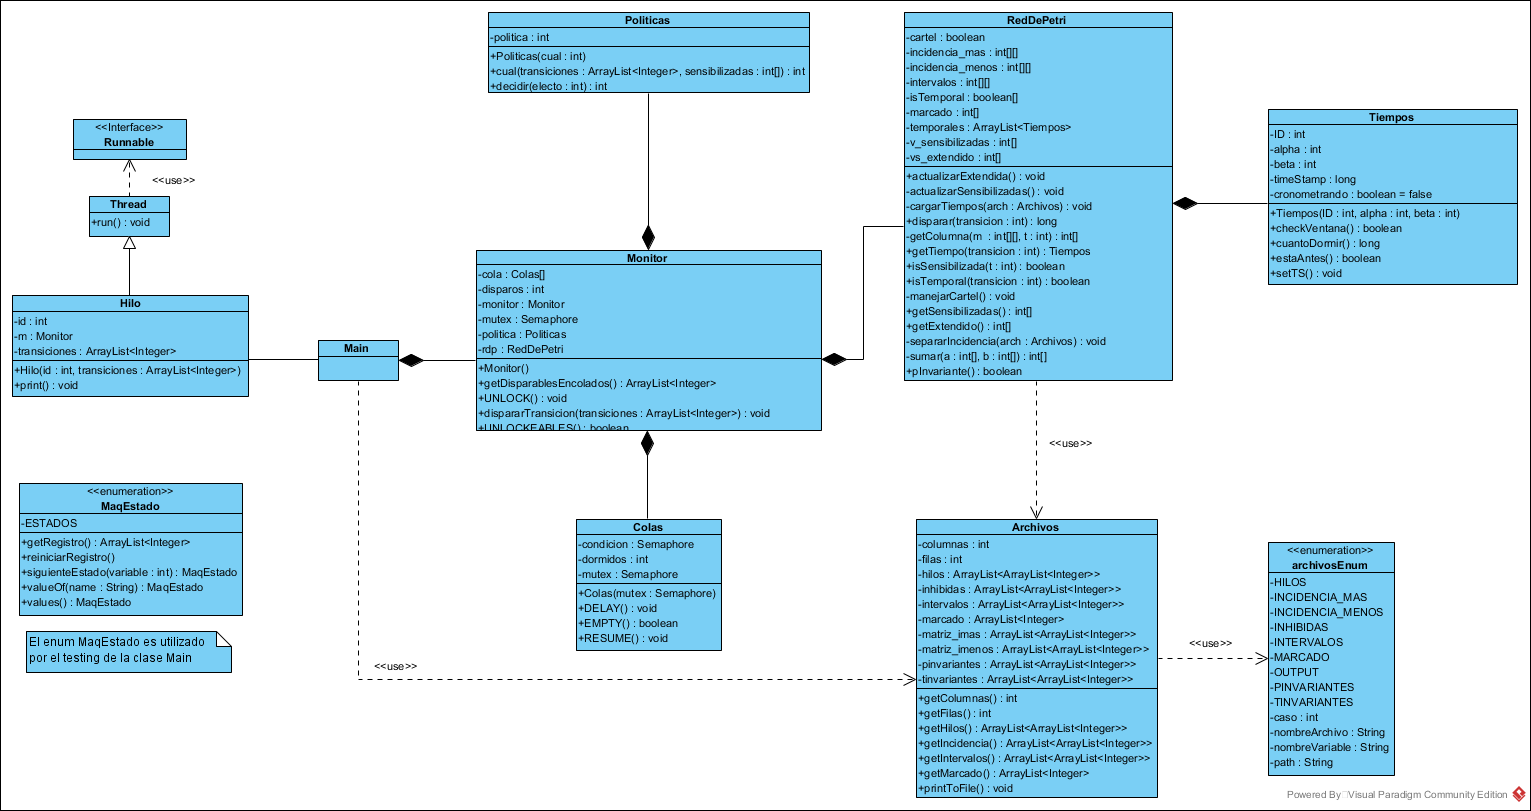 Politicas
-politica : int
+Politicas(cual : int)
+cual(transiciones : ArrayList<Integer>, sensibilizadas : int[]) : int
+decidir(electo : int) : int
RedDePetri
-cartel : boolean
-incidencia_mas : int[][]
-incidencia_menos : int[][]
-intervalos : int[][]
-isTemporal : boolean[]
-marcado : int[]
-temporales : ArrayList<Tiempos>
-v_sensibilizadas : int[]
-vs_extendido : int[]
+actualizarExtendida() : void
-actualizarSensibilizadas() : void
-cargarTiempos(arch : Archivos) : void
+disparar(transicion : int) : long
-getColumna(m : int[][], t : int) : int[]
+getTiempo(transicion : int) : Tiempos
+isSensibilizada(t : int) : boolean
+isTemporal(transicion : int) : boolean
-manejarCartel() : void
+getSensibilizadas() : int[]
+getExtendido() : int[]
-separarIncidencia(arch : Archivos) : void
-sumar(a : int[], b : int[]) : int[]
+pInvariante() : boolean
Tiempos
-ID : int
-alpha : int
-beta : int
-timeStamp : long
-cronometrando : boolean = false
+Tiempos(ID : int, alpha : int, beta : int)
+checkVentana() : boolean
+cuantoDormir() : long
+estaAntes() : boolean
+setTS() : void
<<Interface>>
Runnable
<<use>>
Thread
+run() : void
Hilo
-id : int
-m : Monitor
-transiciones : ArrayList<Integer>
+Hilo(id : int, transiciones : ArrayList<Integer>)
+print() : void
Main
Monitor
-cola : Colas[]
-disparos : int
-monitor : Monitor
-mutex : Semaphore
-politica : Politicas
-rdp : RedDePetri
+Monitor()
+getDisparablesEncolados() : ArrayList<Integer>
+UNLOCK() : void
+dispararTransicion(transiciones : ArrayList<Integer>) : void
+UNLOCKEABLES() : boolean
<<use>>
<<enumeration>>
MaqEstado
-ESTADOS
+getRegistro() : ArrayList<Integer>
+reiniciarRegistro()
+siguienteEstado(variable : int) : MaqEstado
+valueOf(name : String) : MaqEstado
+values() : MaqEstado
El enum MaqEstado es utilizado
por el testing de la clase Main
Colas
-condicion : Semaphore
-dormidos : int
-mutex : Semaphore
+Colas(mutex : Semaphore)
+DELAY() : void
+EMPTY() : boolean
+RESUME() : void
<<use>>
Archivos
-columnas : int
-filas : int
-hilos : ArrayList<ArrayList<Integer>>
-inhibidas : ArrayList<ArrayList<Integer>>
-intervalos : ArrayList<ArrayList<Integer>>
-marcado : ArrayList<Integer>
-matriz_imas : ArrayList<ArrayList<Integer>>
-matriz_imenos : ArrayList<ArrayList<Integer>>
-pinvariantes : ArrayList<ArrayList<Integer>>
-tinvariantes : ArrayList<ArrayList<Integer>>
+getColumnas() : int
+getFilas() : int
+getHilos() : ArrayList<ArrayList<Integer>>
+getIncidencia() : ArrayList<ArrayList<Integer>>
+getIntervalos() : ArrayList<ArrayList<Integer>>
+getMarcado() : ArrayList<Integer>
+printToFile() : void
<<use>>
<<enumeration>>
archivosEnum
-HILOS
-INCIDENCIA_MAS
-INCIDENCIA_MENOS
-INHIBIDAS
-INTERVALOS
-MARCADO
-OUTPUT
-PINVARIANTES
-TINVARIANTES
-caso : int
-nombreArchivo : String
-nombreVariable : String
-path : String
Powered By Visual Paradigm Community Edition